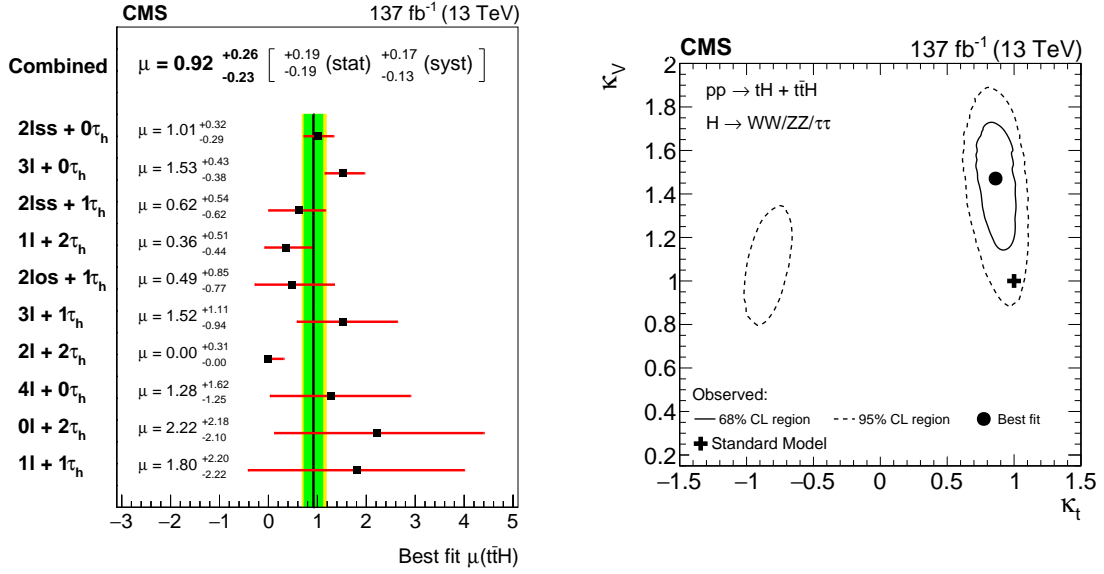 CMS 137 fb⁻¹ (13 TeV)
Combined μ = 0.92 +0.26 -0.23 [ +0.19 -0.19 (stat) +0.17 -0.13 (syst) ]
2lss + 0τh μ = 1.01 +0.32 -0.29
3l + 0τh μ = 1.53 +0.43 -0.38
2lss + 1τh μ = 0.62 +0.54 -0.62
1l + 2τh μ = 0.36 +0.51 -0.44
2los + 1τh μ = 0.49 +0.85 -0.77
3l + 1τh μ = 1.52 +1.11 -0.94
2l + 2τh μ = 0.00 +0.31 -0.00
4l + 0τh μ = 1.28 +1.62 -1.25
0l + 2τh μ = 2.22 +2.18 -2.10
1l + 1τh μ = 1.80 +2.20 -2.22
−3 −2 −1 0 1 2 3 4 5
Best fit μ(tt̄H)
CMS 137 fb⁻¹ (13 TeV)
κV
2
1.8
1.6
1.4
1.2
1
0.8
0.6
0.4
0.2
pp → tH + tt̄H
H → WW/ZZ/ττ
Observed:
68% CL region 95% CL region Best fit
Standard Model
−1.5 −1 −0.5 0 0.5 1 1.5
κt